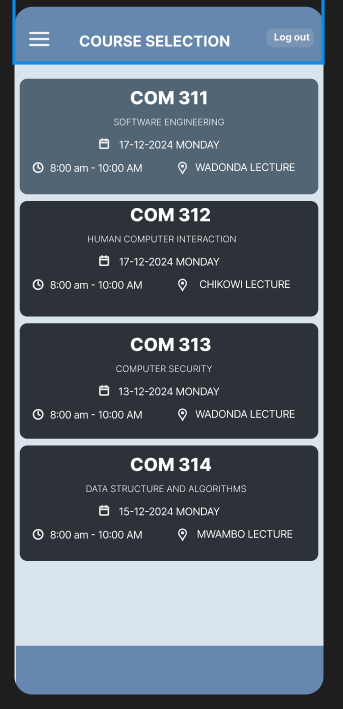 COURSE SELECTION
Log out
COM 311
SOFTWARE ENGINEERING
17-12-2024 MONDAY
8:00 am - 10:00 AM
WADONDA LECTURE
COM 312
HUMAN COMPUTER INTERACTION
17-12-2024 MONDAY
8:00 am - 10:00 AM
CHIKOWI LECTURE
COM 313
COMPUTER SECURITY
13-12-2024 MONDAY
8:00 am - 10:00 AM
WADONDA LECTURE
COM 314
DATA STRUCTURE AND ALGORITHMS
15-12-2024 MONDAY
8:00 am - 10:00 AM
MWAMBO LECTURE